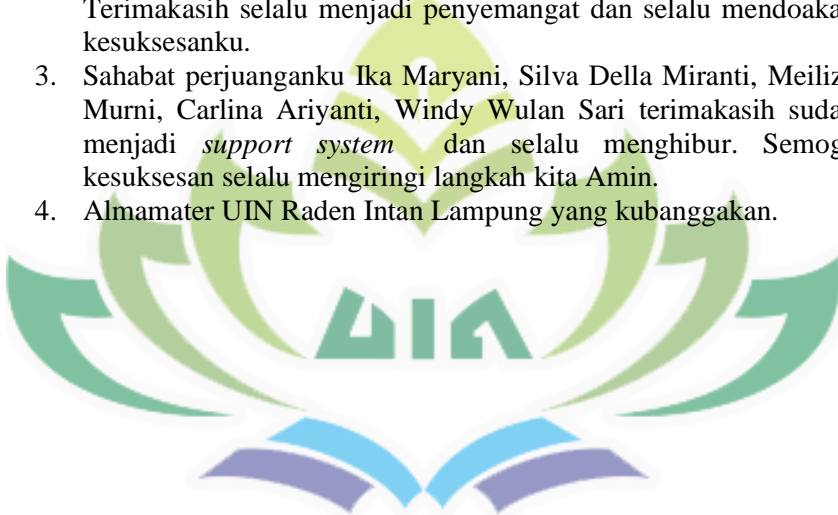 Terimakasih selalu menjadi penyemangat dan selalu mendoaka
kesuksesanku.
3. Sahabat perjuanganku Ika Maryani, Silva Della Miranti, Meiliz
Murni, Carlina Ariyanti, Windy Wulan Sari terimakasih suda
menjadi support system dan selalu menghibur. Semog
kesuksesan selalu mengiringi langkah kita Amin.
4. Almamater UIN Raden Intan Lampung yang kubanggakan.
UIN